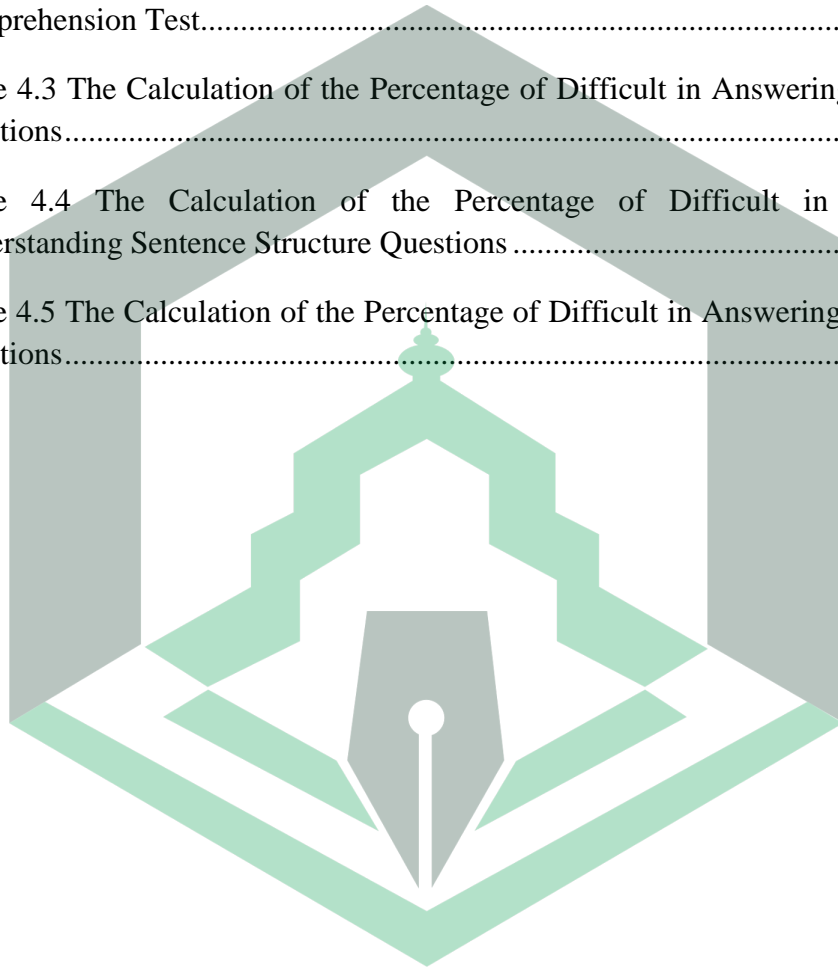 prehension Test..........................................................................................
e 4.3 The Calculation of the Percentage of Difficult in Answering
tions..........................................................................................................
e 4.4 The Calculation of the Percentage of Difficult in
erstanding Sentence Structure Questions ............................................
e 4.5 The Calculation of the Percentage of Difficult in Answering
tions..........................................................................................................